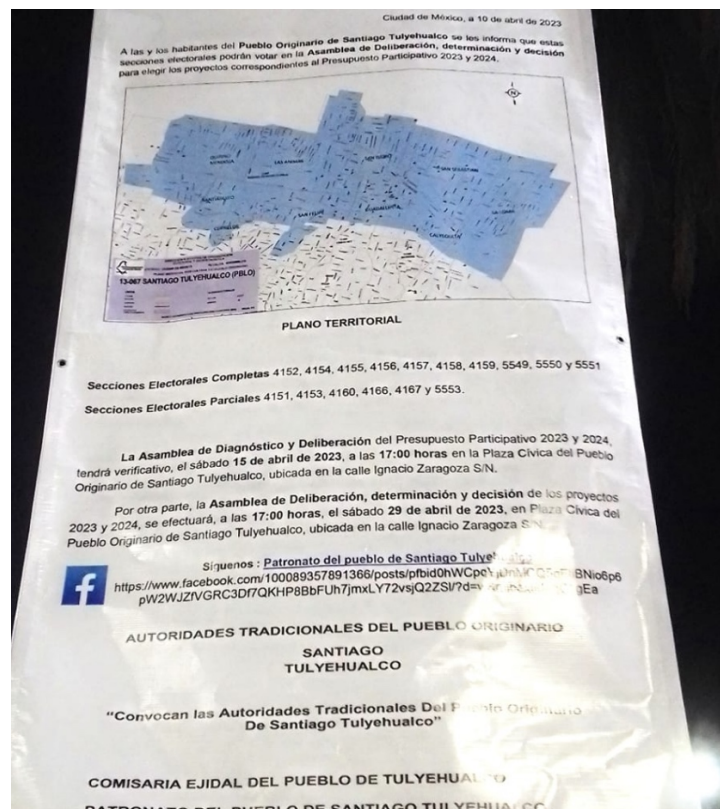 Ciudad de México, a 10 de abril de 2023
A las y los habitantes del Pueblo Originario de Santiago Tulyehualco se les informa que estas
secciones electorales podrán votar en la Asamblea de Deliberación, determinación y decisión
para elegir los proyectos correspondientes al Presupuesto Participativo 2023 y 2024.
N
13-067 SANTIAGO TULYEHUALCO (PBLO)
PLANO TERRITORIAL
Secciones Electorales Completas 4152, 4154, 4155, 4156, 4157, 4158, 4159, 5549, 5550 y 5551
Secciones Electorales Parciales 4151, 4153, 4160, 4166, 4167 y 5553.
La Asamblea de Diagnóstico y Deliberación del Presupuesto Participativo 2023 y 2024,
tendrá verificativo, el sábado 15 de abril de 2023, a las 17:00 horas en la Plaza Cívica del Pueblo
Originario de Santiago Tulyehualco, ubicada en la calle Ignacio Zaragoza S/N.
Por otra parte, la Asamblea de Deliberación, determinación y decisión de los proyectos
2023 y 2024, se efectuará, a las 17:00 horas, el sábado 29 de abril de 2023, en Plaza Cívica del
Pueblo Originario de Santiago Tulyehualco, ubicada en la calle Ignacio Zaragoza S/N.
f
Síguenos : Patronato del pueblo de Santiago
AUTORIDADES TRADICIONALES DEL PUEBLO ORIGINARIO
SANTIAGO
TULYEHUALCO
“Convocan las Autoridades Tradicionales Del Pueblo Originario
De Santiago Tulyehualco”
COMISARIA EJIDAL DEL PUEBLO DE TULYEHUALCO
PATRONATO DEL PUEBLO DE SANTIAGO TULYEHUALCO